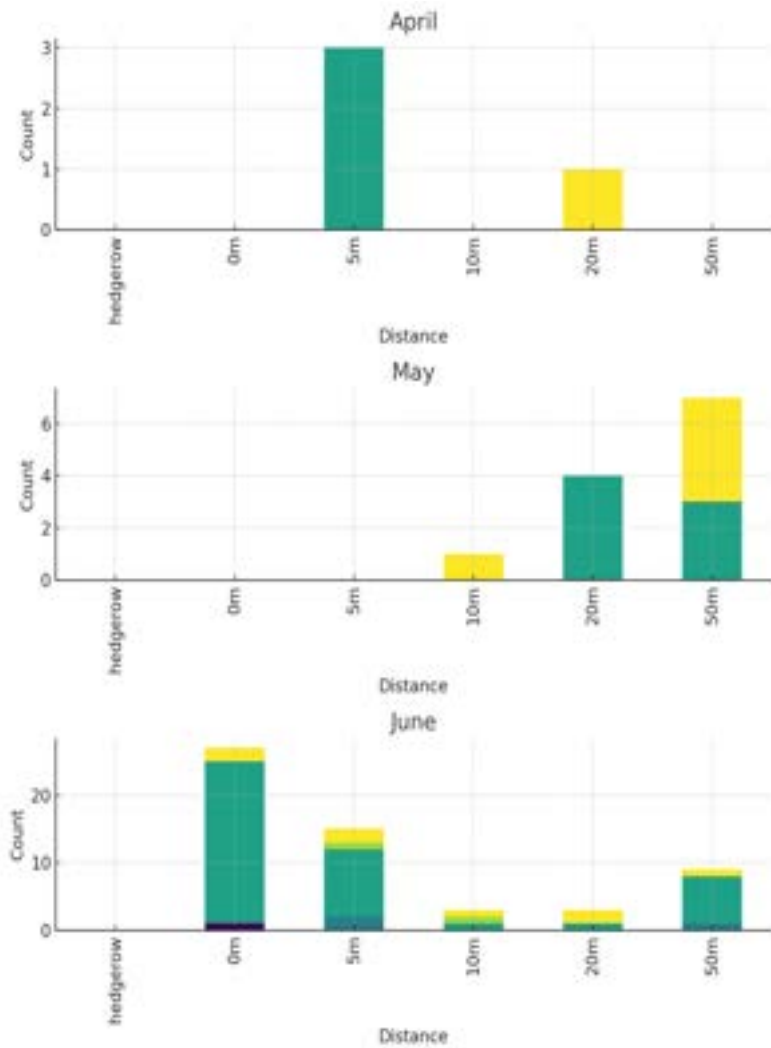 April
3
2
1
0
Count
hedgerow
0m
5m
10m
20m
50m
Distance
May
6
4
2
0
Count
hedgerow
0m
5m
10m
20m
50m
Distance
June
20
10
0
Count
hedgerow
0m
5m
10m
20m
50m
Distance